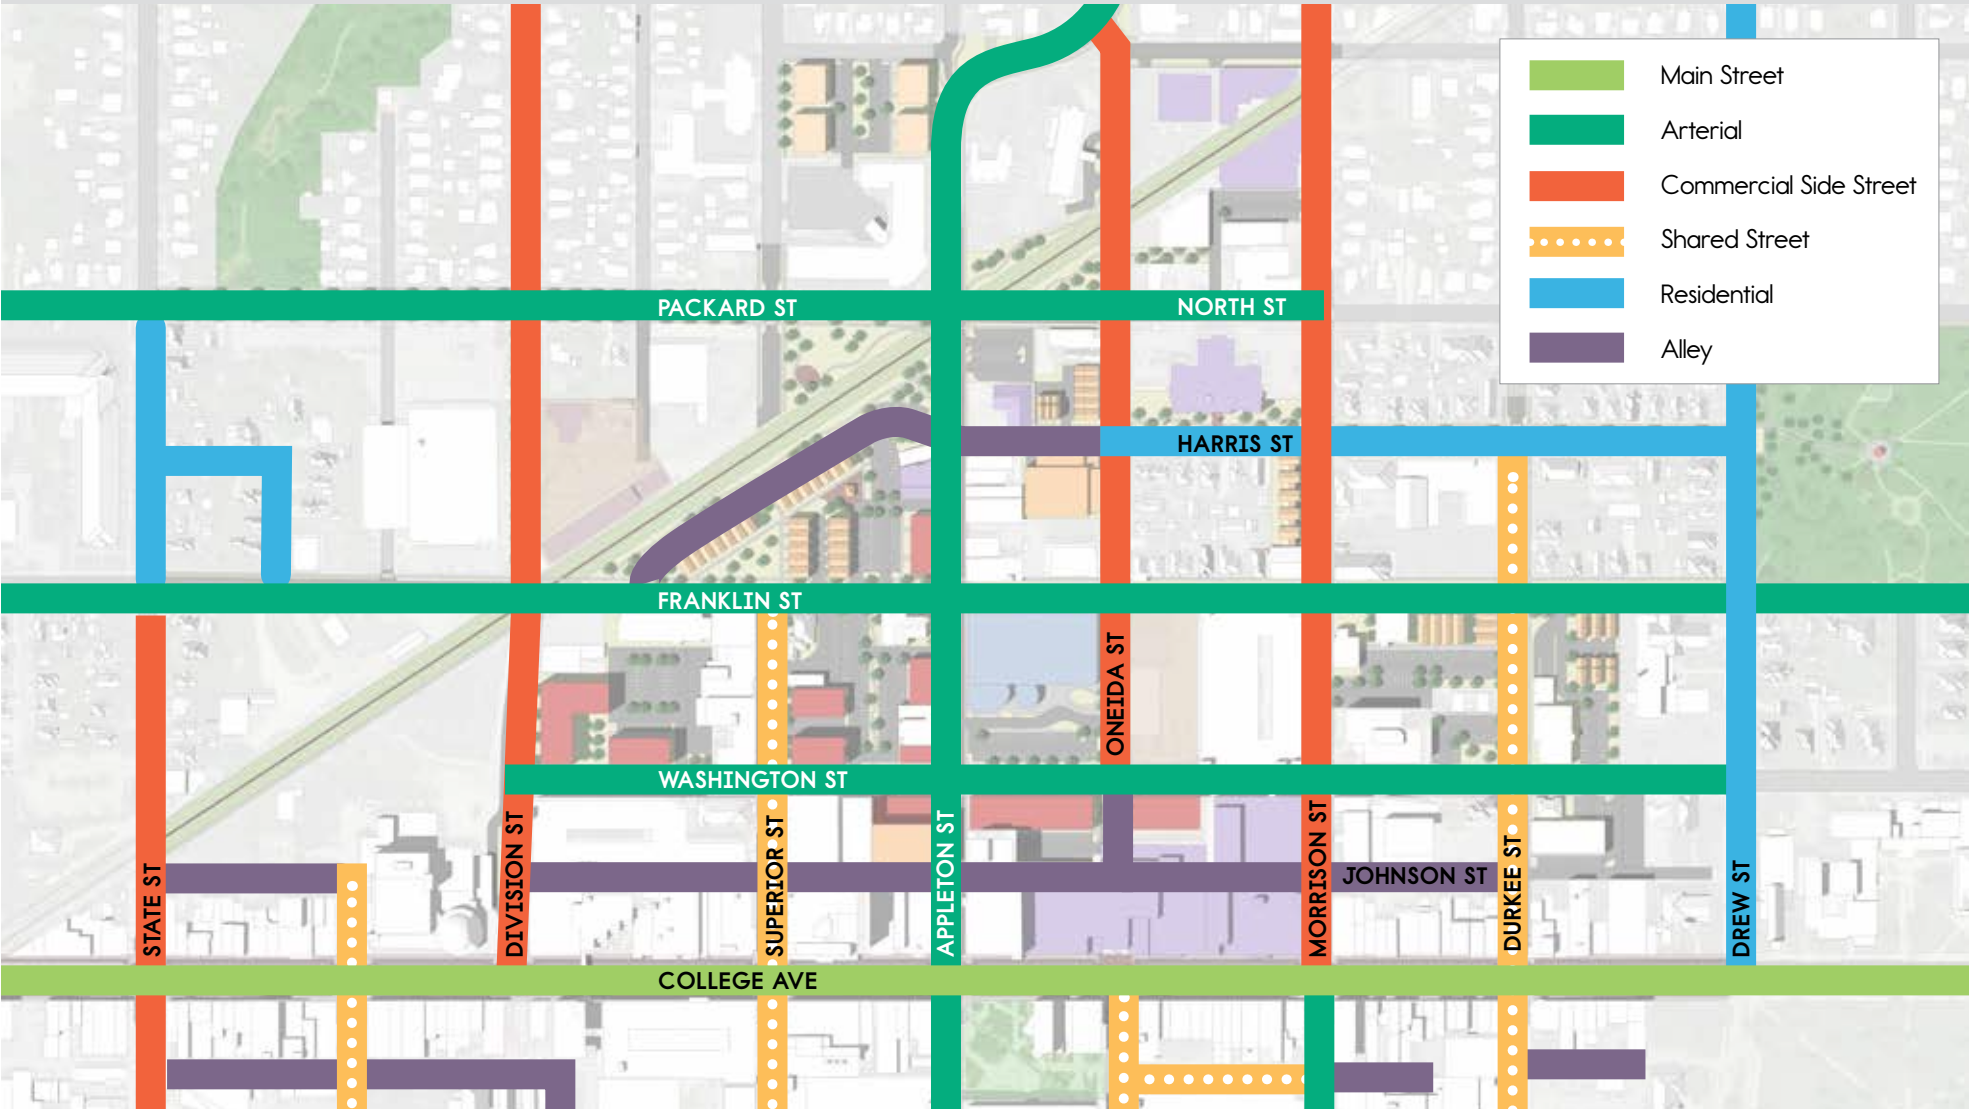 Main Street
Arterial
Commercial Side Street
Shared Street
Residential
Alley
PACKARD ST
NORTH ST
HARRIS ST
FRANKLIN ST
ONEIDA ST
WASHINGTON ST
STATE ST
DIVISION ST
SUPERIOR ST
APPLETON ST
MORRISON ST
JOHNSON ST
DURKEE ST
DREW ST
COLLEGE AVE